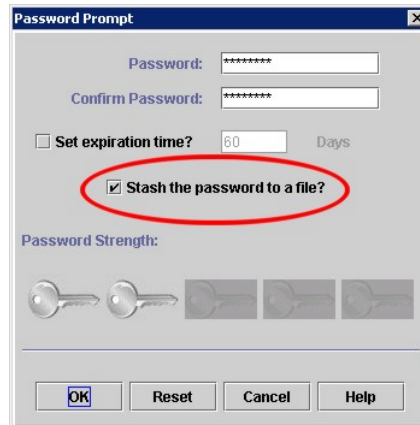 Password Prompt
Password: ********
Confirm Password: ********
Set expiration time? 60 Days
Stash the password to a file?
Password Strength:
OK Reset Cancel Help